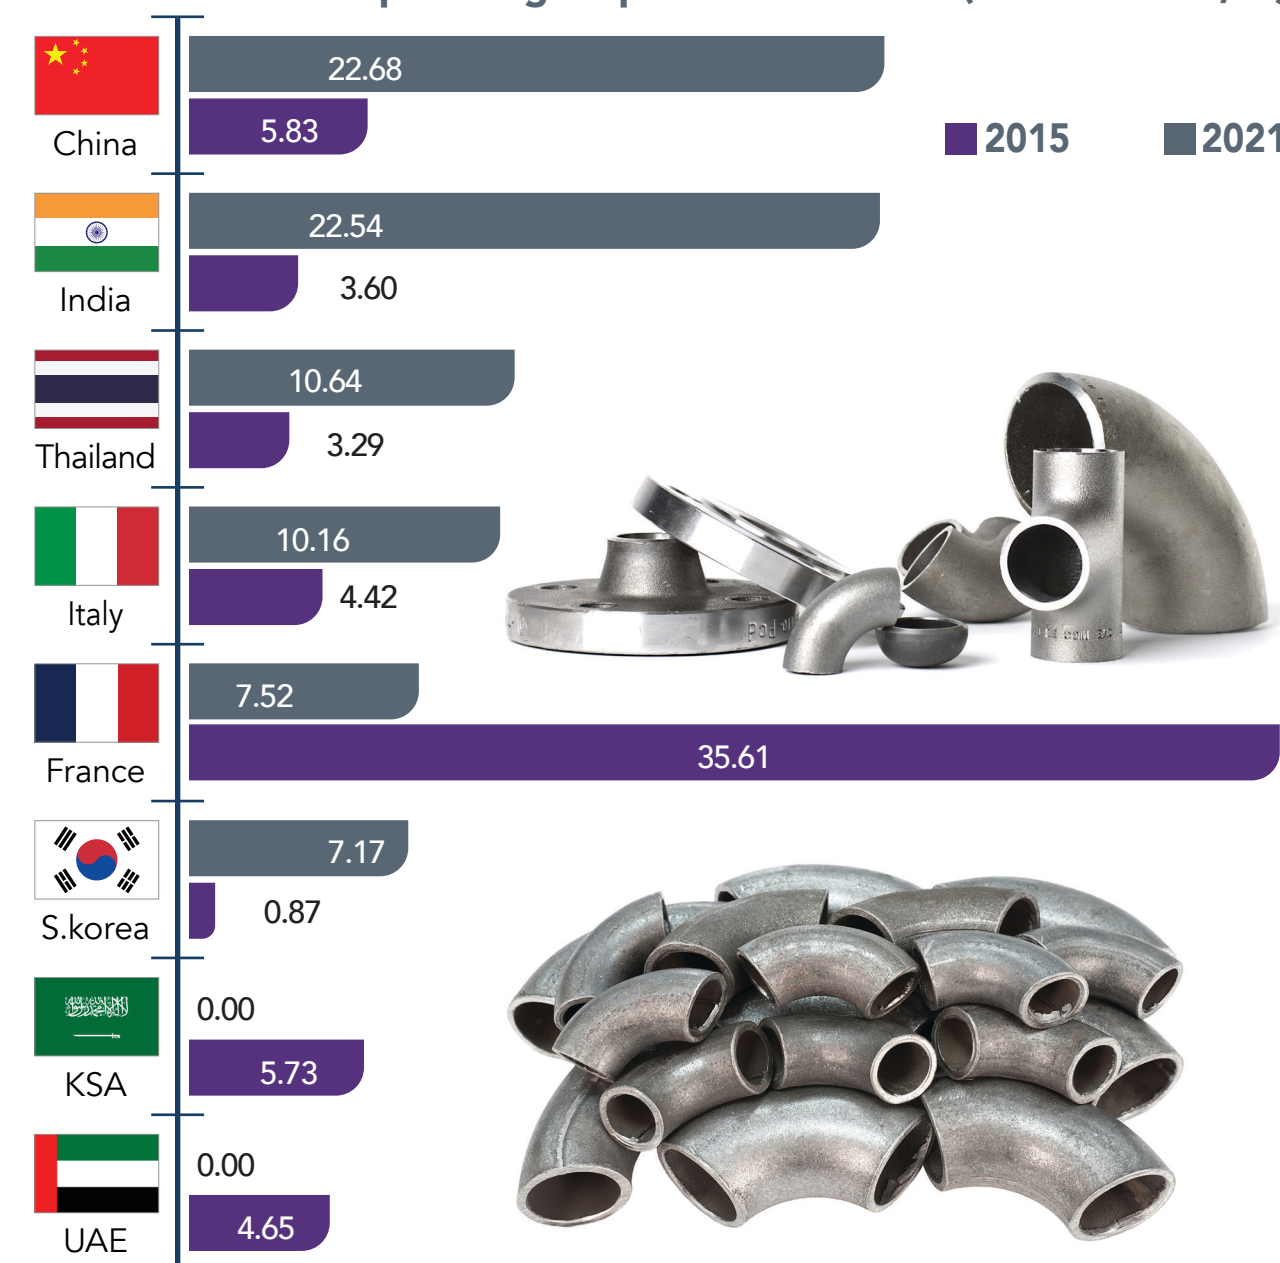 22.68
5.83
China
2015
2021
22.54
3.60
India
10.64
3.29
Thailand
10.16
4.42
Italy
7.52
35.61
France
7.17
0.87
S.korea
0.00
5.73
KSA
0.00
4.65
UAE